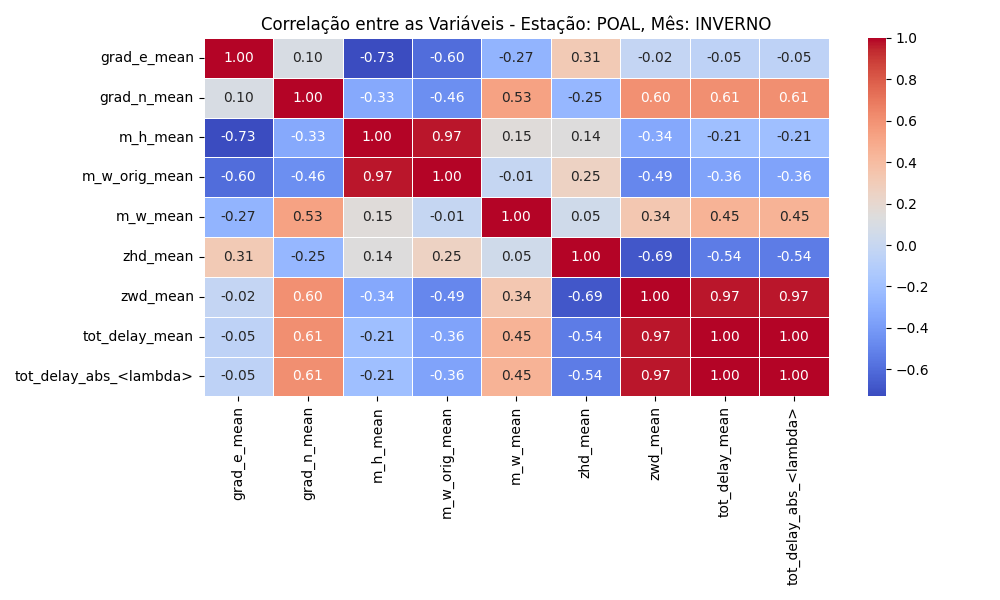 Correlação entre as Variáveis - Estação: POAL, Mês: INVERNO
grad_e_mean 1.00 0.10 -0.73 -0.60 -0.27 0.31 -0.02 -0.05 -0.05
grad_n_mean 0.10 1.00 -0.33 -0.46 0.53 -0.25 0.60 0.61 0.61
m_h_mean -0.73 -0.33 1.00 0.97 0.15 0.14 -0.34 -0.21 -0.21
m_w_orig_mean -0.60 -0.46 0.97 1.00 -0.01 0.25 -0.49 -0.36 -0.36
m_w_mean -0.27 0.53 0.15 -0.01 1.00 0.05 0.34 0.45 0.45
zhd_mean 0.31 -0.25 0.14 0.25 0.05 1.00 -0.69 -0.54 -0.54
zwd_mean -0.02 0.60 -0.34 -0.49 0.34 -0.69 1.00 0.97 0.97
tot_delay_mean -0.05 0.61 -0.21 -0.36 0.45 -0.54 0.97 1.00 1.00
tot_delay_abs_<lambda> -0.05 0.61 -0.21 -0.36 0.45 -0.54 0.97 1.00 1.00
grad_e_mean
grad_n_mean
m_h_mean
m_w_orig_mean
m_w_mean
zhd_mean
zwd_mean
tot_delay_mean
tot_delay_abs_<lambda>
1.0
0.8
0.6
0.4
0.2
0.0
−0.2
−0.4
−0.6